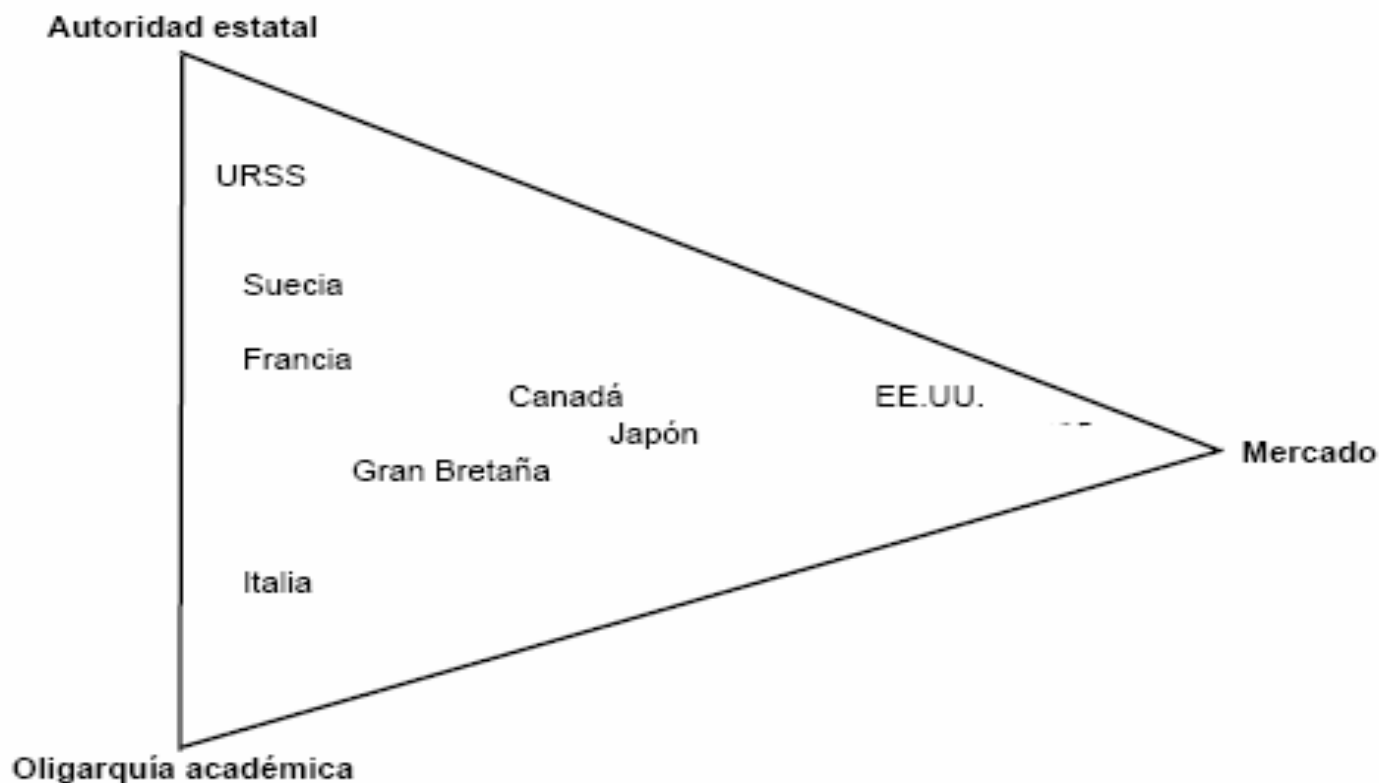 Autoridad estatal
URSS
Suecia
Francia
Canadá
EE.UU.
Japón
Mercado
Gran Bretaña
Italia
Oligarquía académica